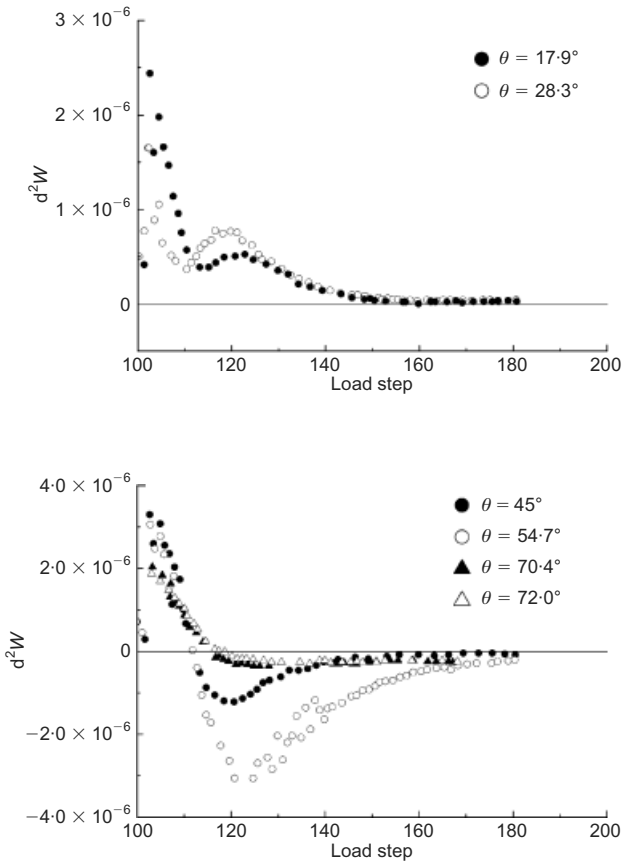 3 × 10⁻⁶
2 × 10⁻⁶
1 × 10⁻⁶
0
d²W
100 120 140 160 180 200
Load step
θ = 17·9°
θ = 28·3°
4·0 × 10⁻⁶
2·0 × 10⁻⁶
0
−2·0 × 10⁻⁶
−4·0 × 10⁻⁶
d²W
100 120 140 160 180 200
Load step
θ = 45°
θ = 54·7°
θ = 70·4°
θ = 72·0°